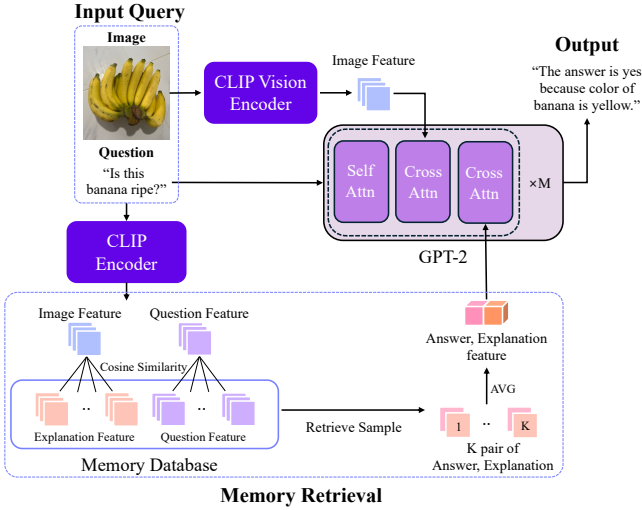 Input Query
Image
Question
“Is this
banana ripe?”
CLIP Vision
Encoder
Image Feature
Output
“The answer is yes
because color of
banana is yellow.”
Self
Attn
Cross
Attn
Cross
Attn
×M
GPT-2
CLIP
Encoder
Image Feature
Question Feature
Cosine Similarity
..
..
Explanation Feature
Question Feature
Memory Database
Retrieve Sample
Answer, Explanation
feature
AVG
1
..
K
K pair of
Answer, Explanation
Memory Retrieval